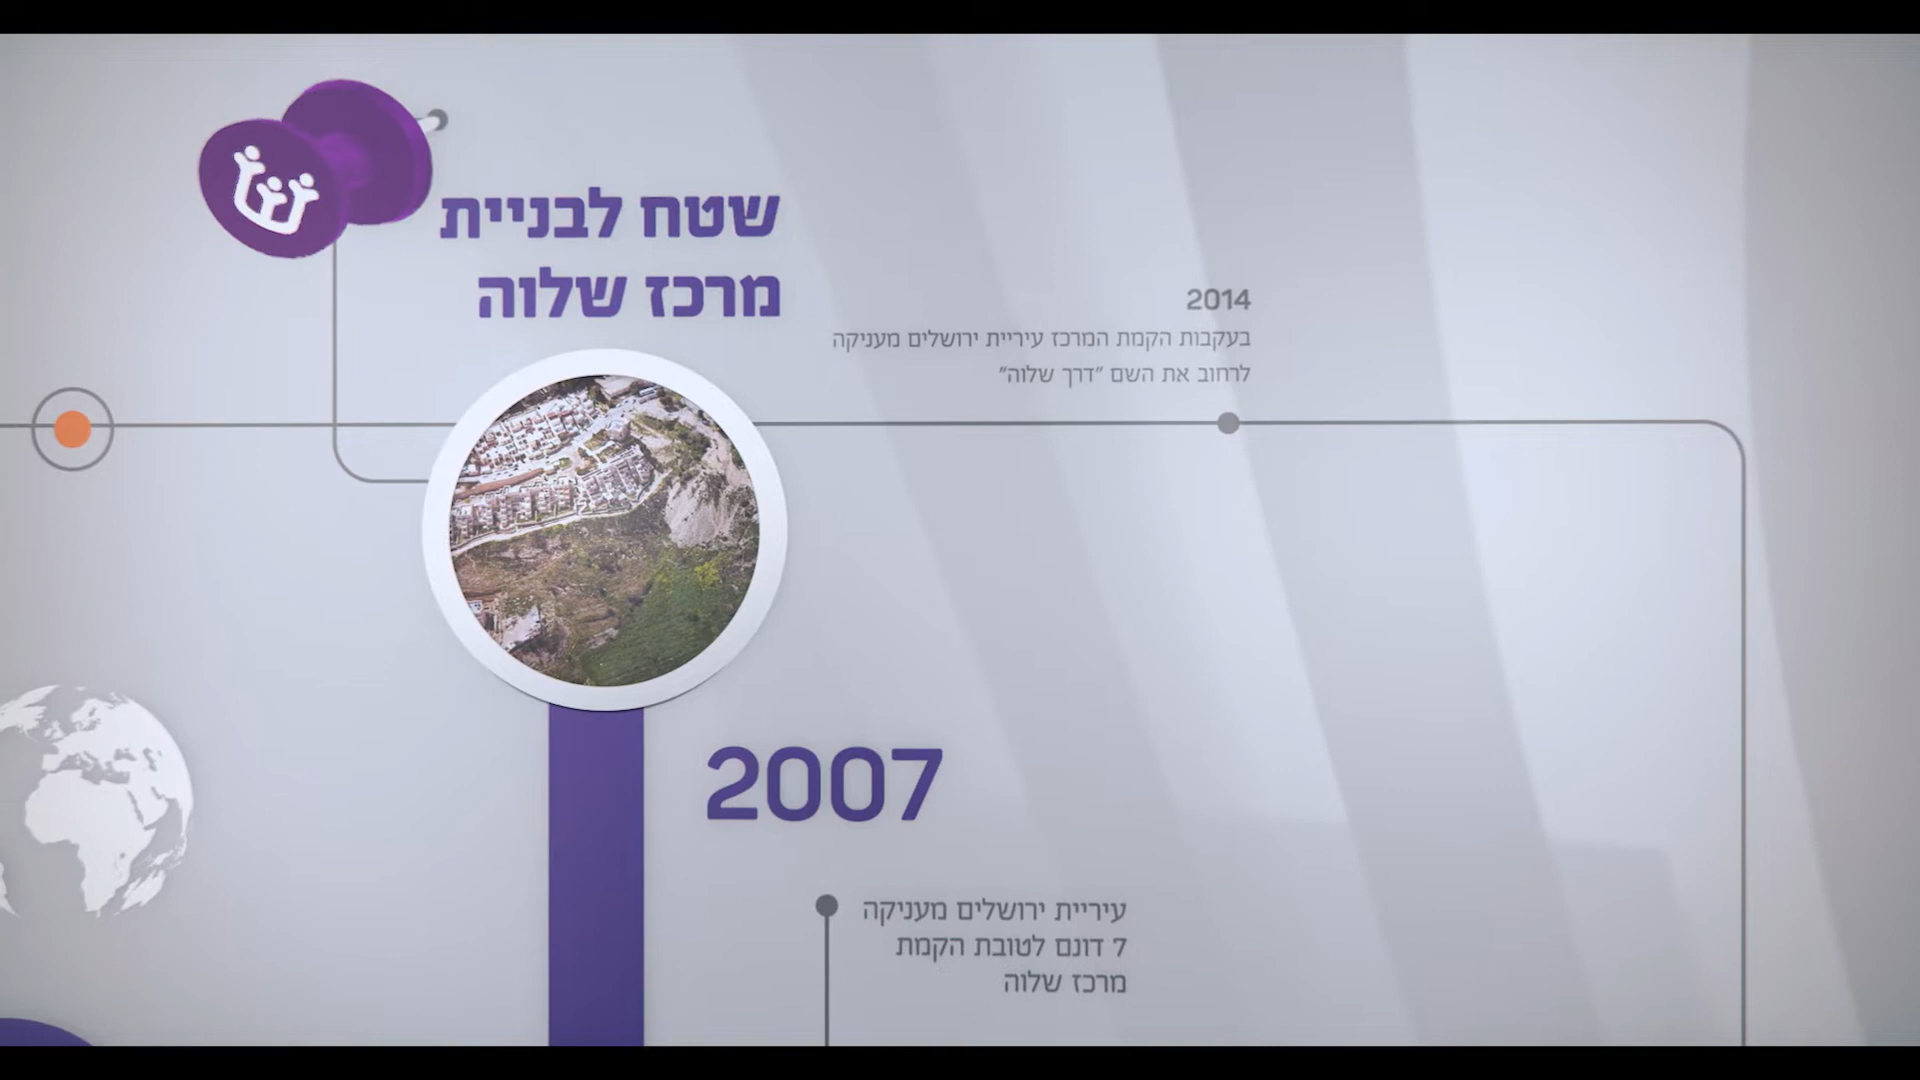 שטח לבניית
מרכז שלוה
2014
בעקבות הקמת המרכז עיריית ירושלים מעניקה
לרחוב את השם "דרך שלוה"
2007
עיריית ירושלים מעניקה
7 דונם לטובת הקמת
מרכז שלוה